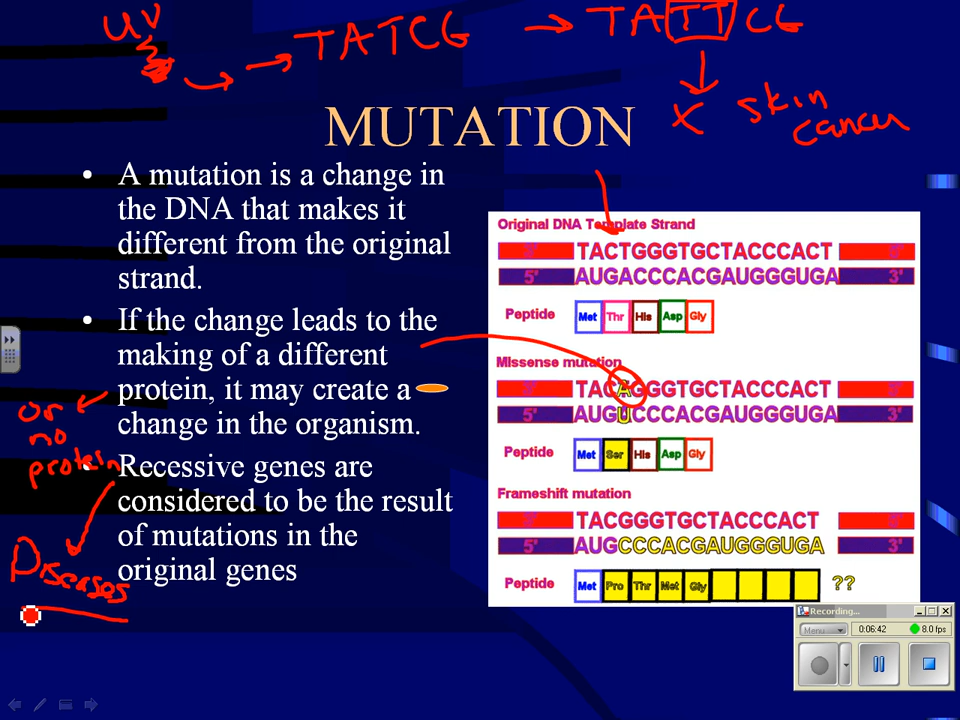 UV
TATCG
TATTCG
X skin
cancer
MUTATION
• A mutation is a change in
the DNA that makes it
different from the original
strand.
• If the change leads to the
making of a different
protein, it may create a
change in the organism.
• Recessive genes are
considered to be the result
of mutations in the
original genes
or
no
protein
Diseases
Original DNA Template Strand
3' TACTGGGTGCTACCCACT 5'
5' AUGACCCACGAUGGGUGA 3'
Peptide Met Thr His Asp Gly
Missense mutation
3' TACAGGGTGCTACCCACT 5'
5' AUGUCCCACGAUGGGUGA 3'
Peptide Met Ser His Asp Gly
Frameshift mutation
3' TACGGGTGCTACCCACT 5'
5' AUGCCCACGAUGGGUGA 3'
Peptide Met Pro Thr Met Gly ??
Recording...
Menu 0:06:42 8.0 fps